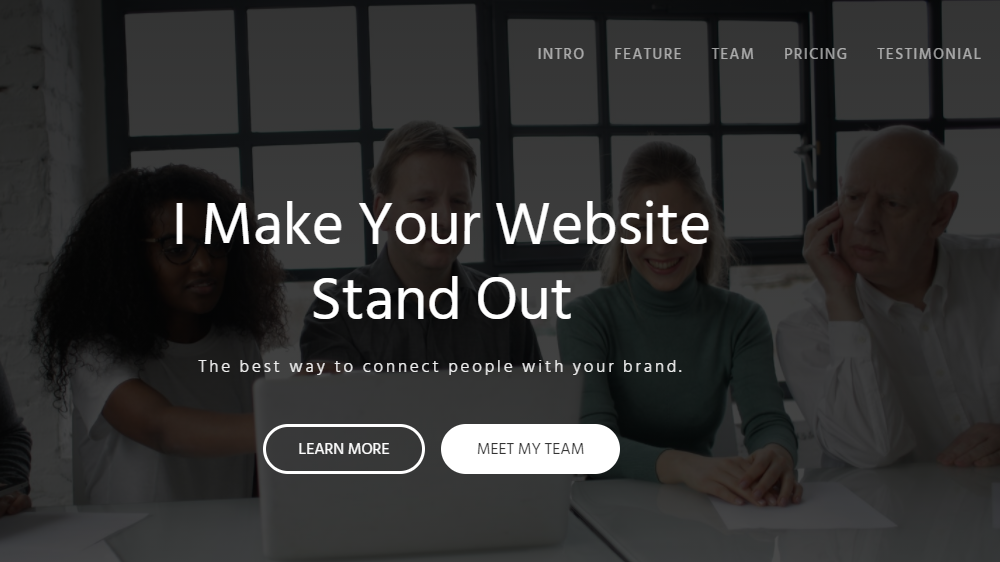 INTRO FEATURE TEAM PRICING TESTIMONIAL
I Make Your Website
Stand Out
The best way to connect people with your brand.
LEARN MORE MEET MY TEAM